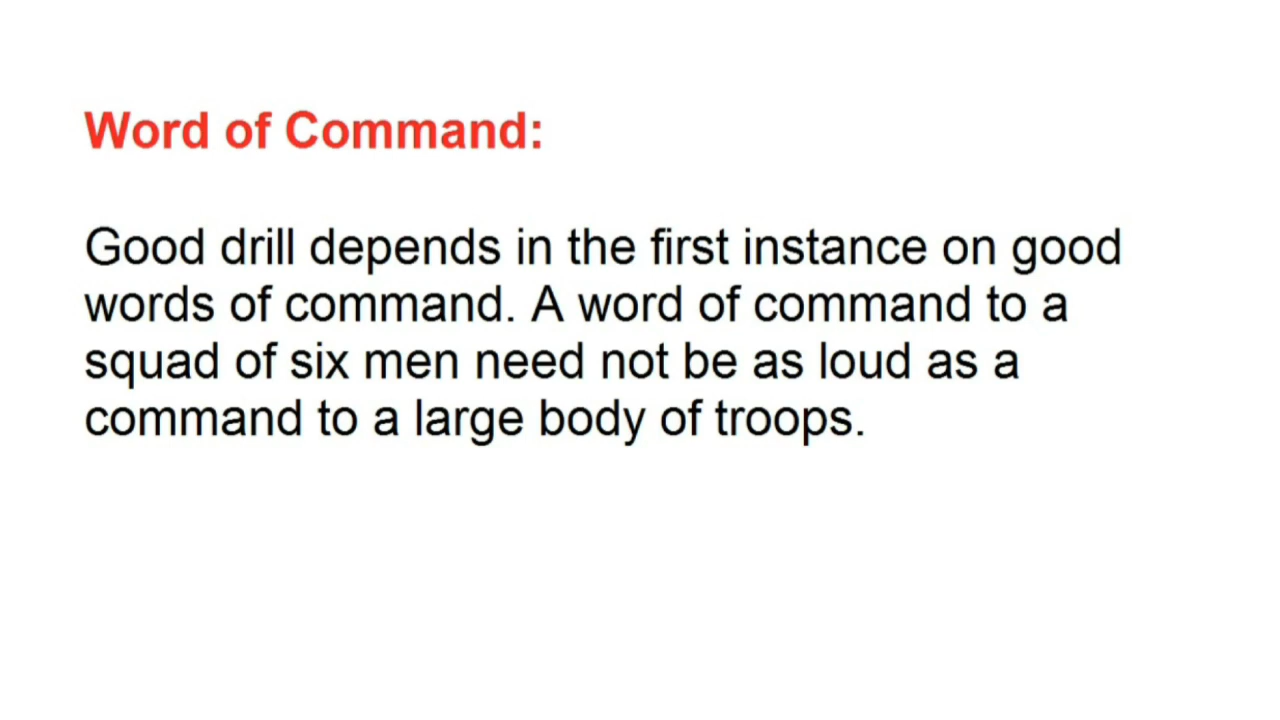 Word of Command:
Good drill depends in the first instance on good
words of command. A word of command to a
squad of six men need not be as loud as a
command to a large body of troops.